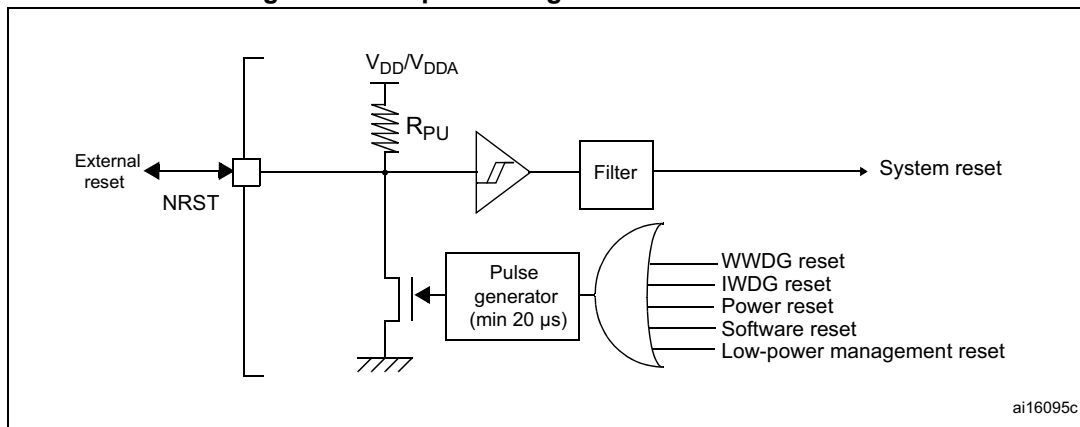 V_DD/V_DDA
R_PU
External
reset
NRST
Filter
System reset
Pulse
generator
(min 20 µs)
WWDG reset
IWDG reset
Power reset
Software reset
Low-power management reset
ai16095c